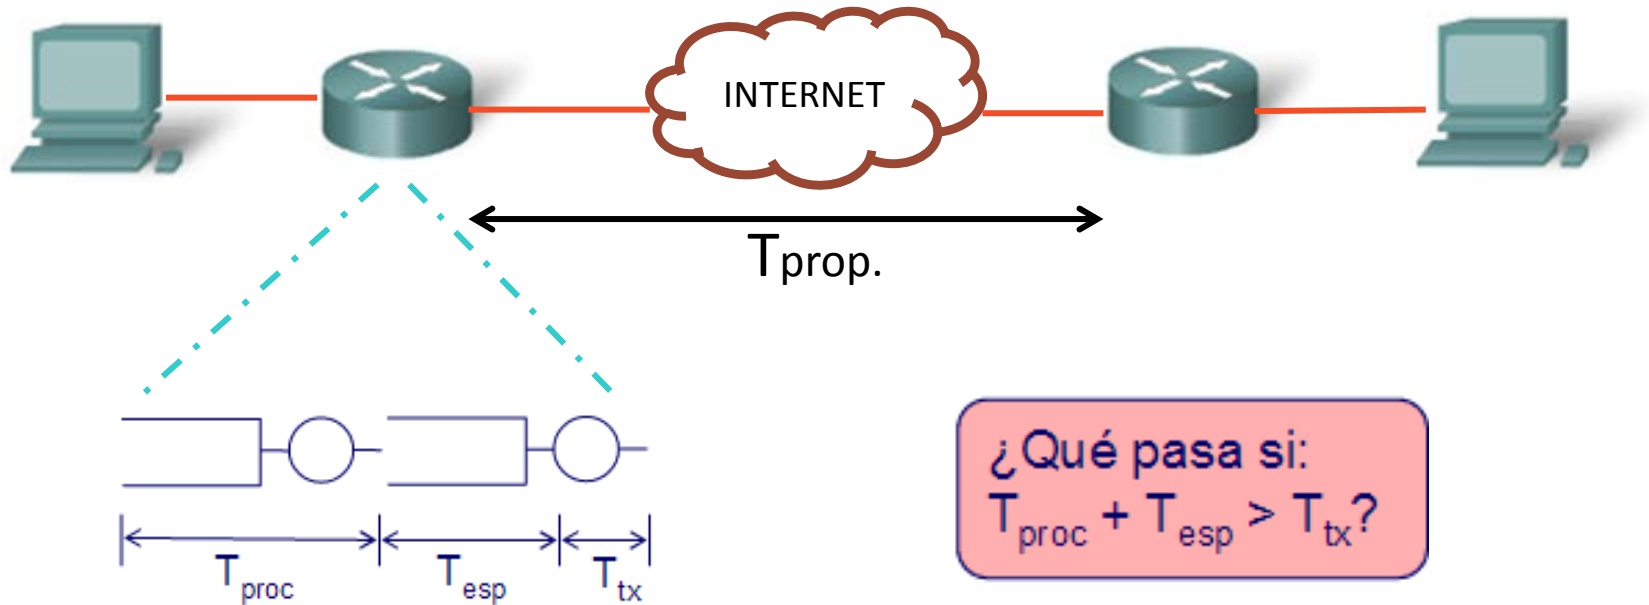 INTERNET
Tprop.
Tproc
Tesp
Ttx
¿Qué pasa si:
Tproc + Tesp > Ttx?